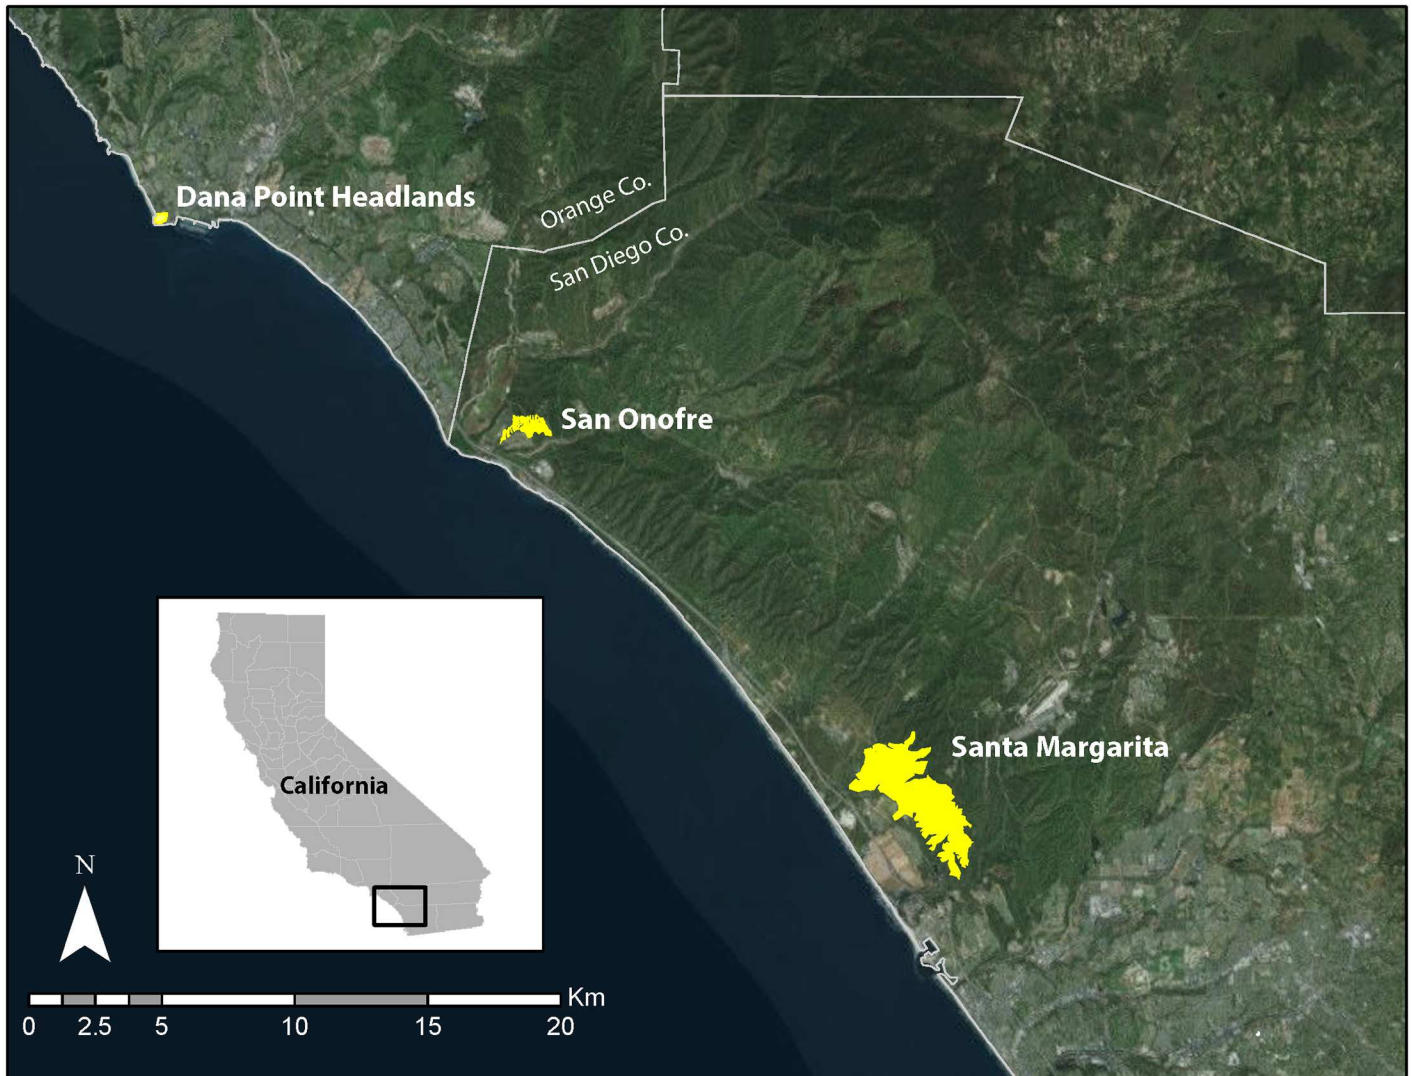 Dana Point Headlands
Orange Co.
San Diego Co.
San Onofre
Santa Margarita
California
N
Km
0 2.5 5 10 15 20